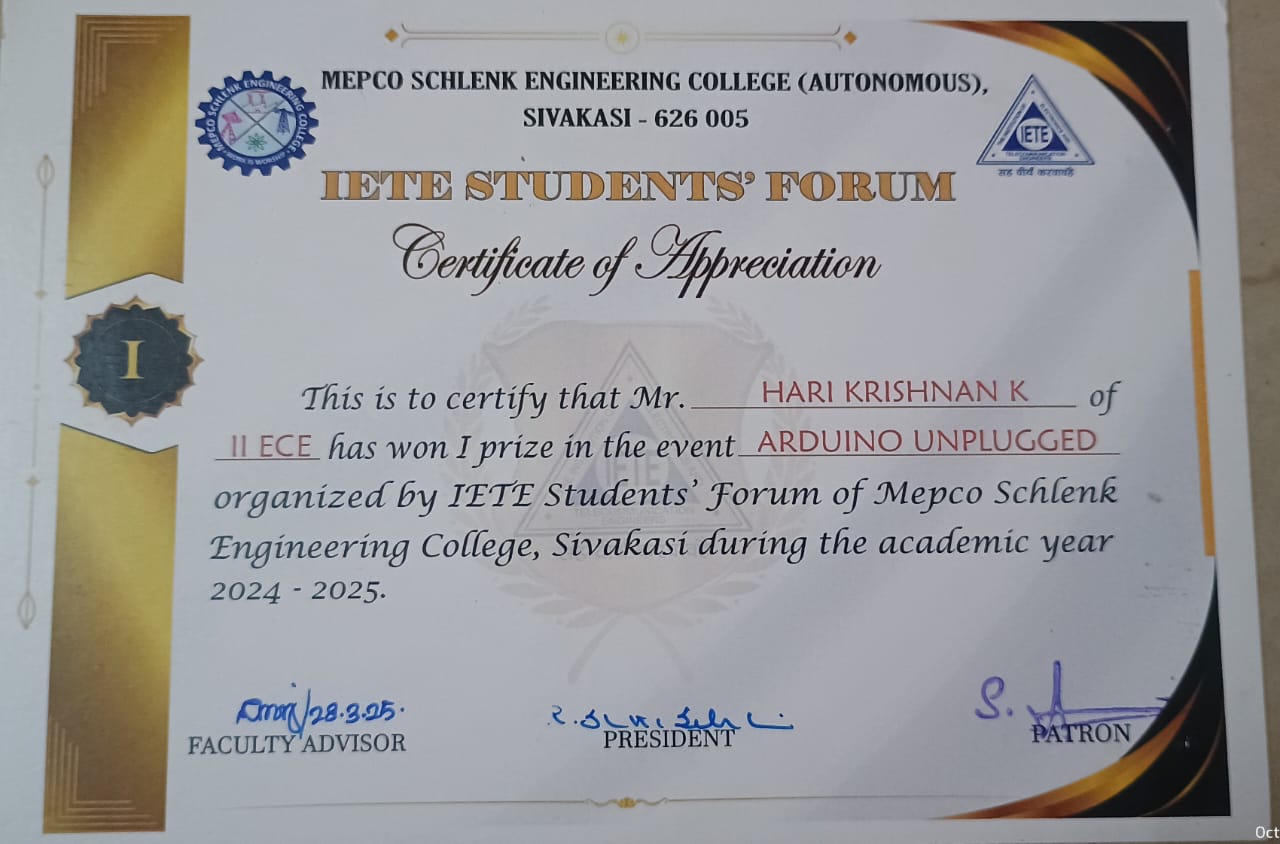 MEPCO SCHLENK ENGINEERING COLLEGE (AUTONOMOUS),
SIVAKASI - 626 005
MEPCO SCHLENK ENGINEERING COLLEGE
WORK IS WORSHIP
IETE
सह वीर्यं करवावहै
IETE STUDENTS' FORUM
Certificate of Appreciation
I
This is to certify that Mr. HARI KRISHNAN K of
II ECE has won I prize in the event ARDUINO UNPLUGGED
organized by IETE Students' Forum of Mepco Schlenk
Engineering College, Sivakasi during the academic year
2024 - 2025.
28.3.25.
FACULTY ADVISOR
PRESIDENT
S.
PATRON
Oct